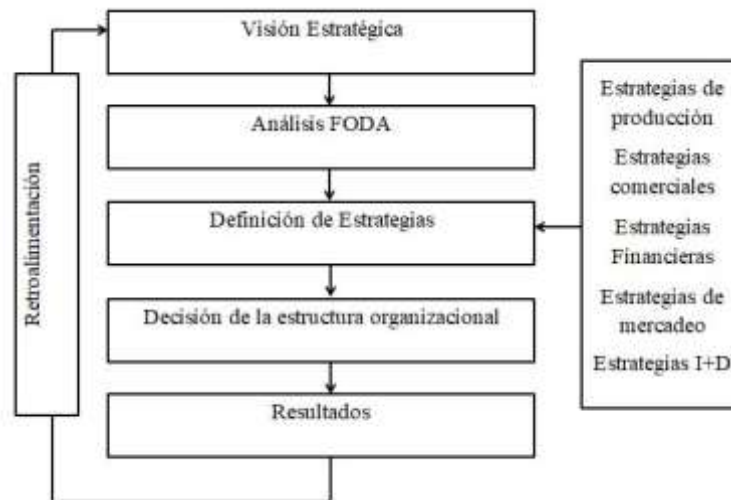 Visión Estratégica
Análisis FODA
Definición de Estrategias
Decisión de la estructura organizacional
Resultados
Retroalimentación
Estrategias de
producción
Estrategias
comerciales
Estrategias
Financieras
Estrategias de
mercadeo
Estrategias I+D